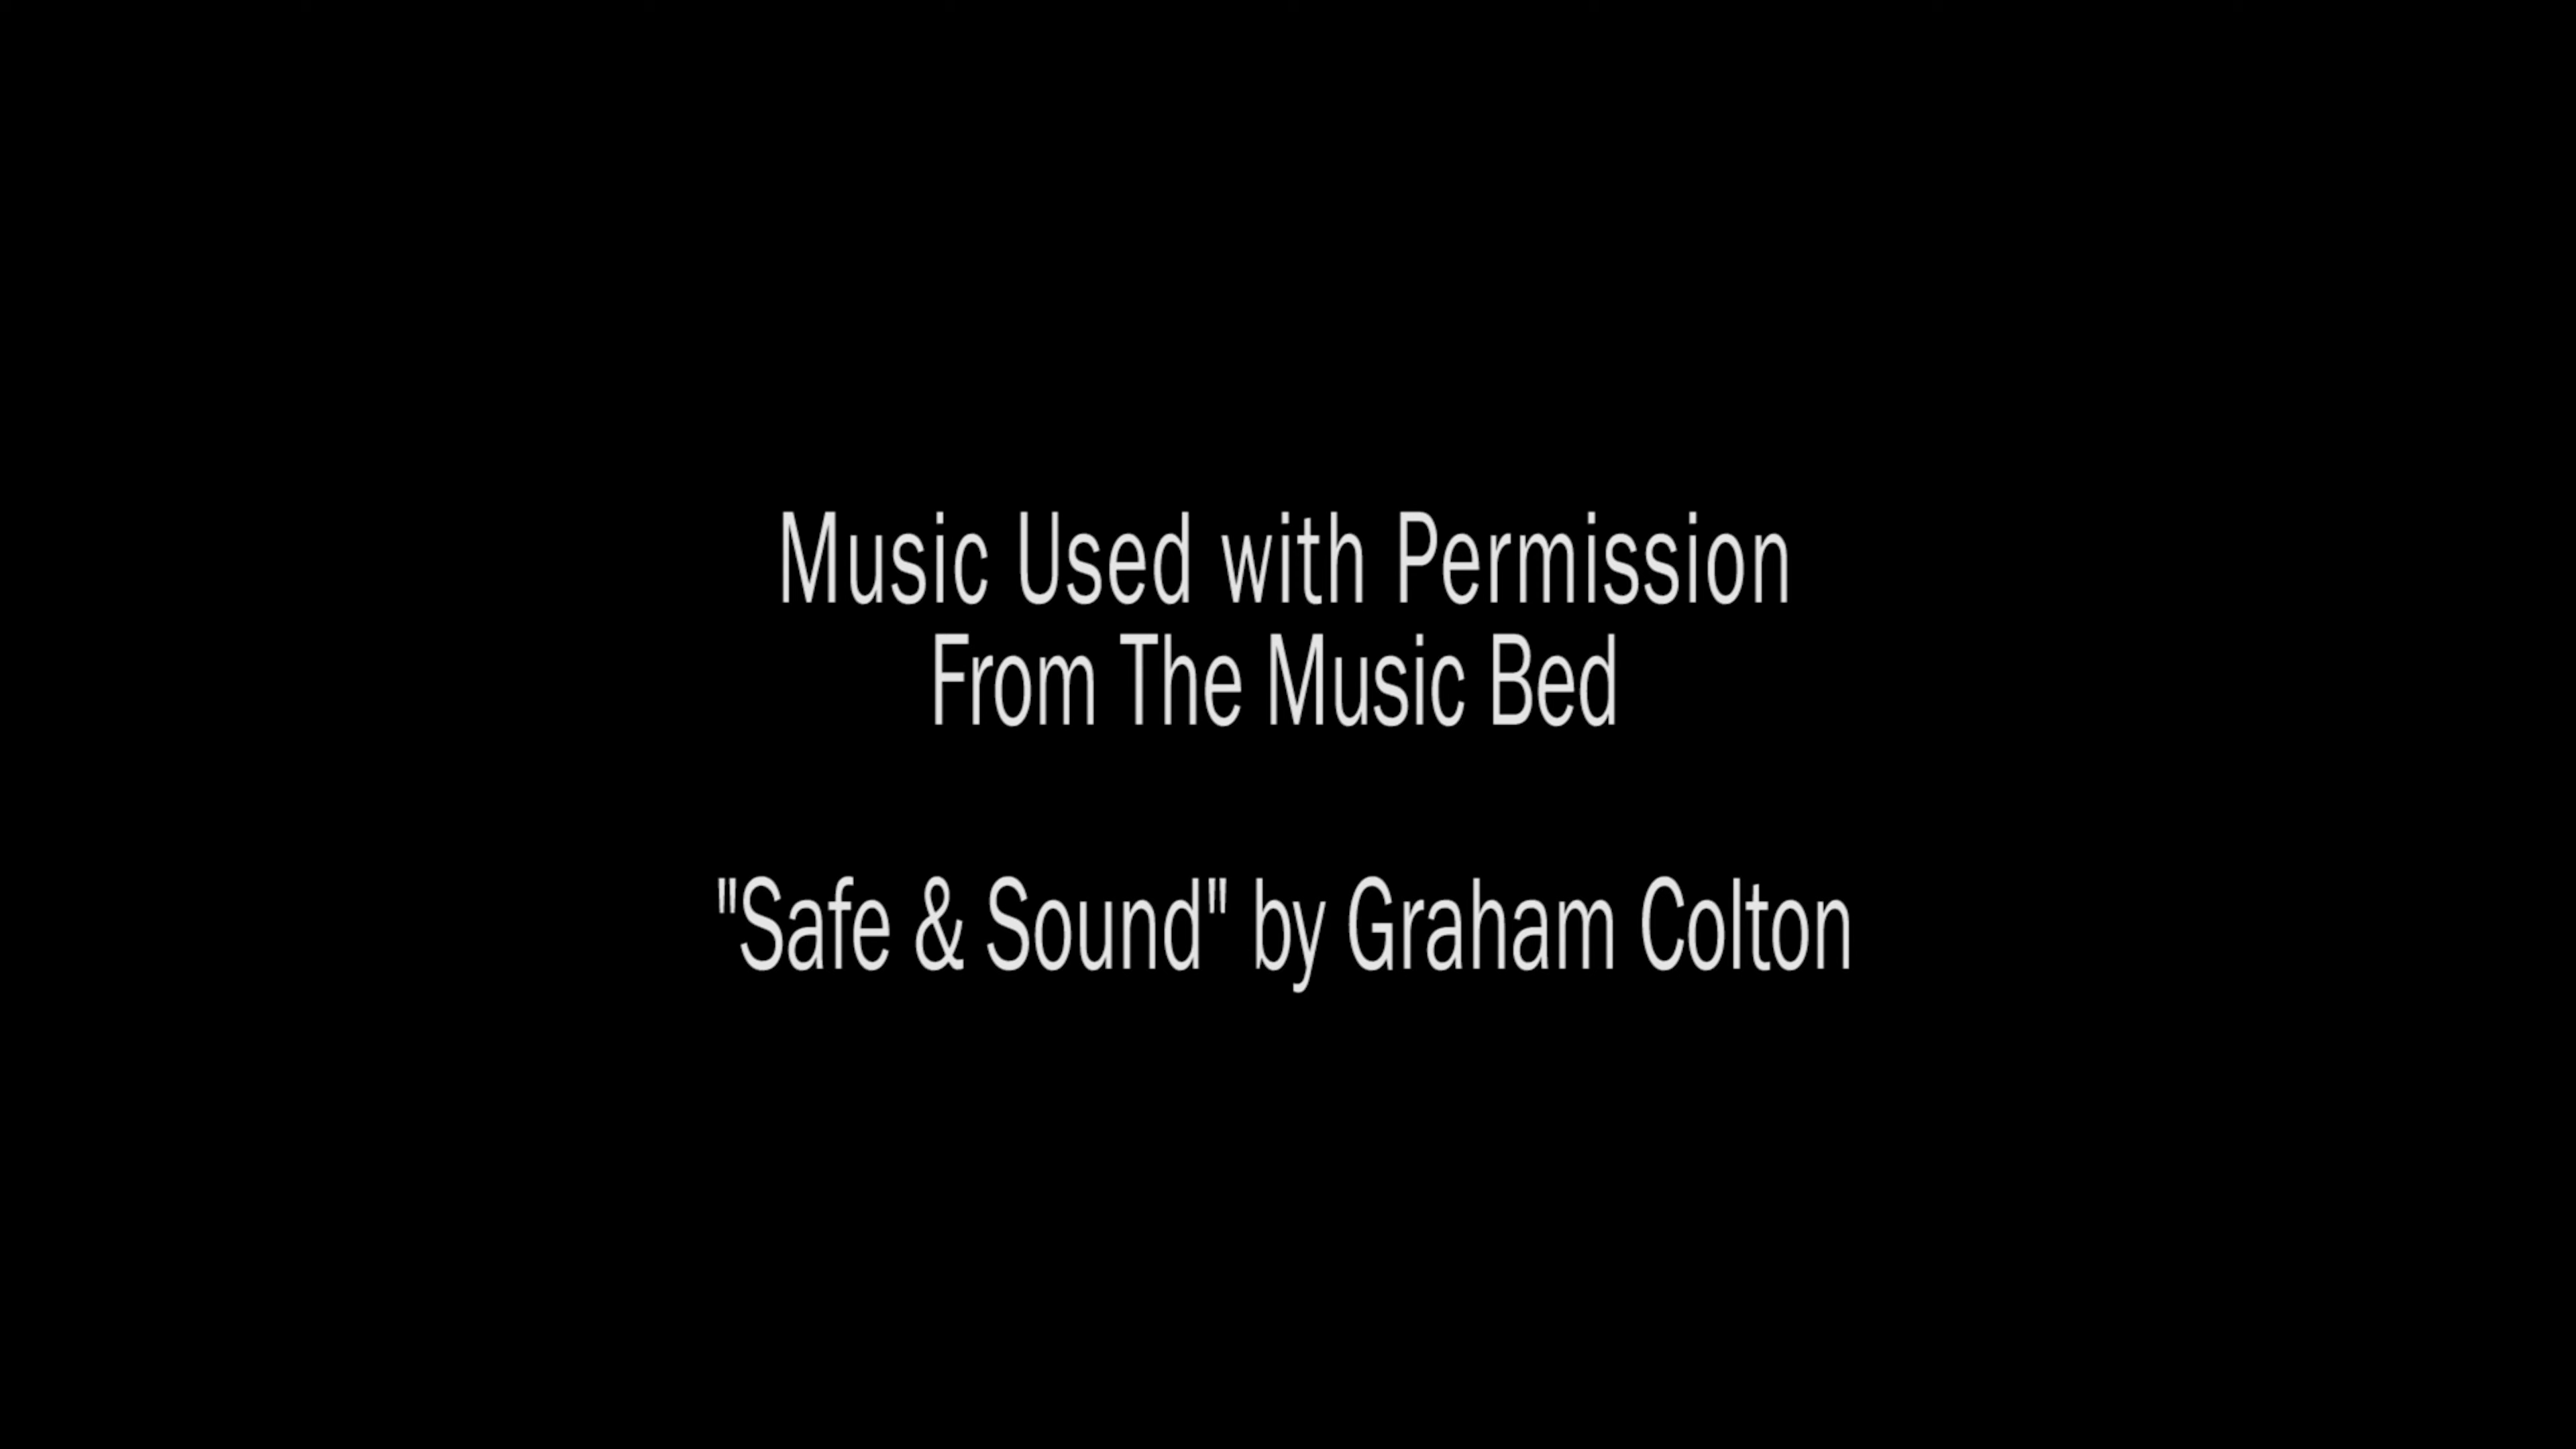 Music Used with Permission
From The Music Bed
"Safe & Sound" by Graham Colton